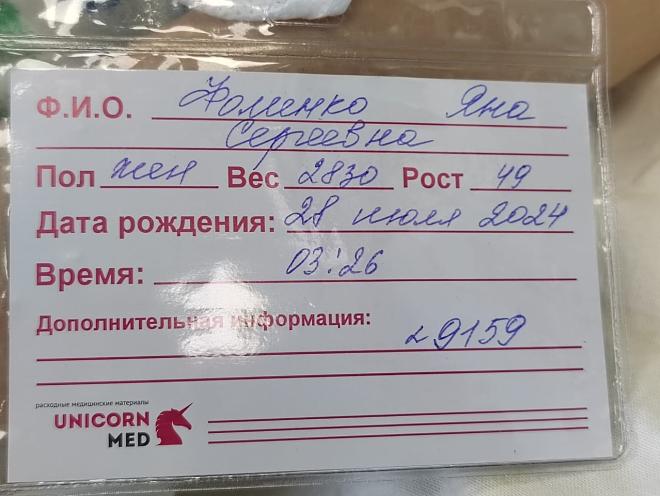 Ф.И.О. Фоменко Яна
Сергеевна
Пол жен Вес 2830 Рост 49
Дата рождения: 28 июля 2024
Время: 03:26
Дополнительная информация:
9159
расходные медицинские материалы
UNICORN
MED